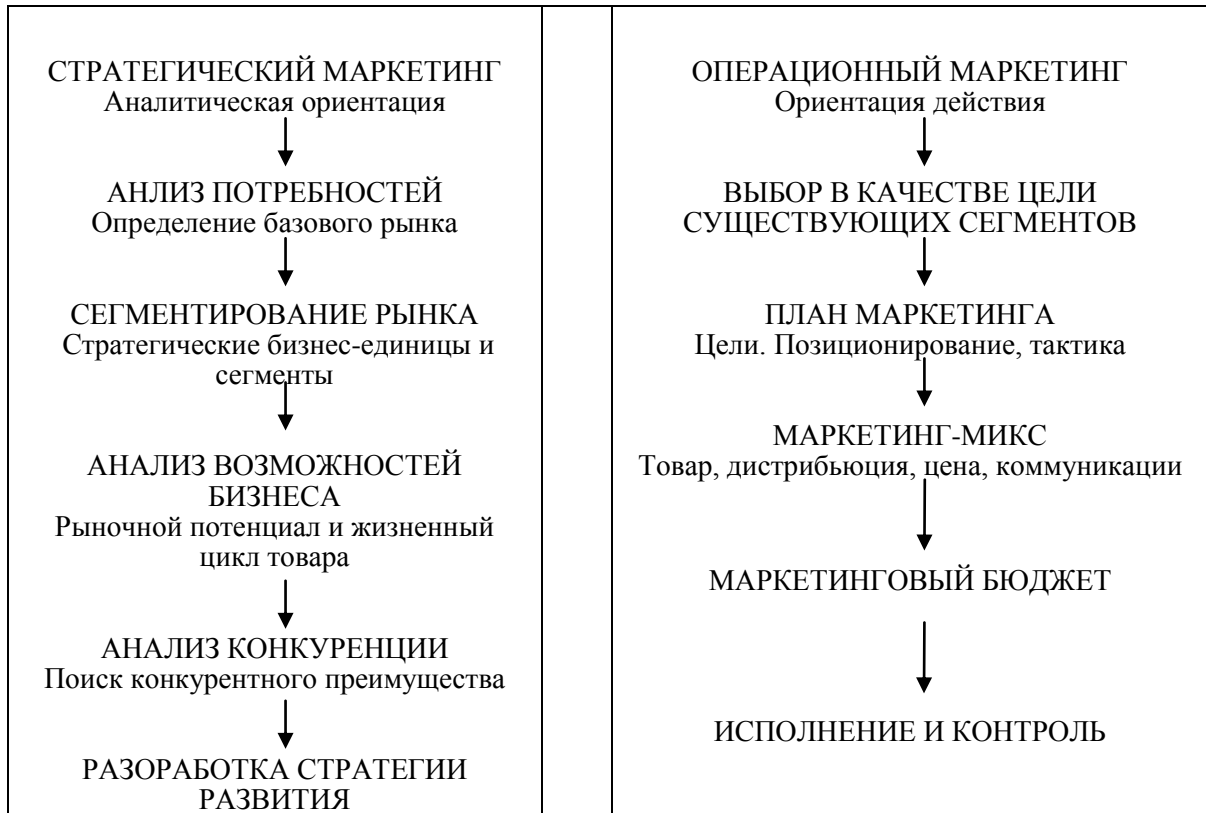 СТРАТЕГИЧЕСКИЙ МАРКЕТИНГ
Аналитическая ориентация
АНЛИЗ ПОТРЕБНОСТЕЙ
Определение базового рынка
СЕГМЕНТИРОВАНИЕ РЫНКА
Стратегические бизнес-единицы и
сегменты
АНАЛИЗ ВОЗМОЖНОСТЕЙ
БИЗНЕСА
Рыночной потенциал и жизненный
цикл товара
АНАЛИЗ КОНКУРЕНЦИИ
Поиск конкурентного преимущества
РАЗОРАБОТКА СТРАТЕГИИ
РАЗВИТИЯ
ОПЕРАЦИОННЫЙ МАРКЕТИНГ
Ориентация действия
ВЫБОР В КАЧЕСТВЕ ЦЕЛИ
СУЩЕСТВУЮЩИХ СЕГМЕНТОВ
ПЛАН МАРКЕТИНГА
Цели. Позиционирование, тактика
МАРКЕТИНГ-МИКС
Товар, дистрибьюция, цена, коммуникации
МАРКЕТИНГОВЫЙ БЮДЖЕТ
ИСПОЛНЕНИЕ И КОНТРОЛЬ